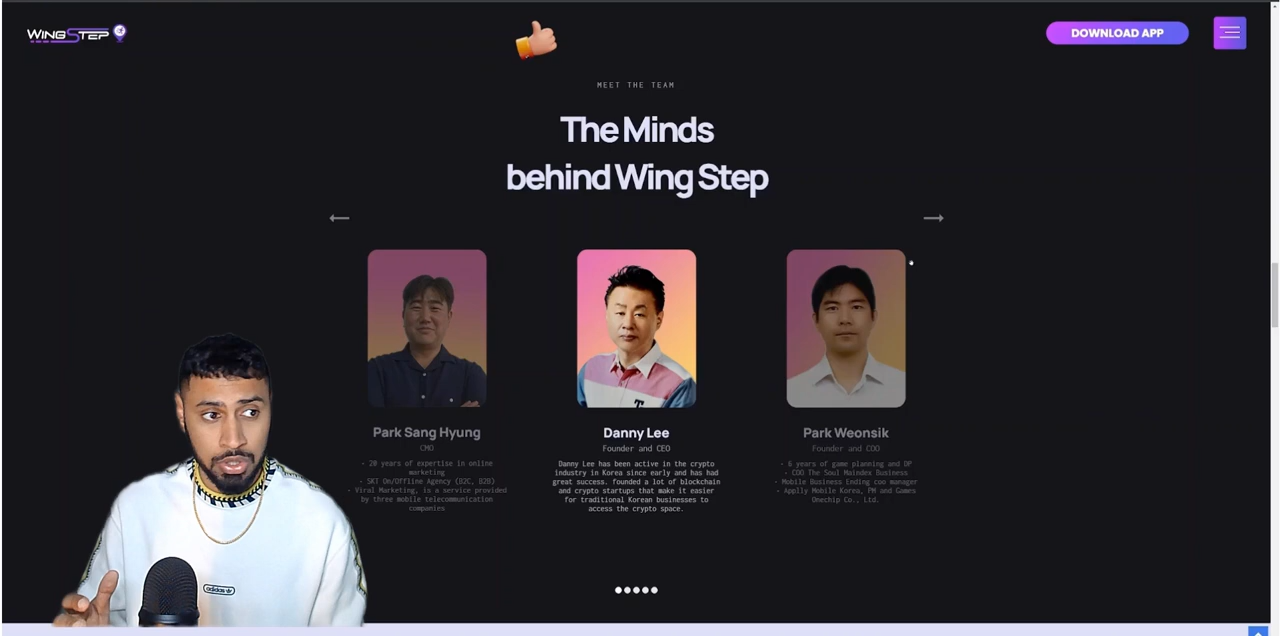 WINGSTEP
DOWNLOAD APP
MEET THE TEAM
The Minds
behind Wing Step
Park Sang Hyung
CMO
- 20 years of expertise in online
marketing
- SKT On/Offline Agency (B2C, B2B)
- Viral Marketing, is a service provided
by three mobile telecommunication
companies
Danny Lee
Founder and CEO
Danny Lee has been active in the crypto
industry in Korea since early and has had
great success. founded a lot of blockchain
and crypto startups that make it easier
for traditional Korean businesses to
access the crypto space.
Park Weonsik
Founder and COO
- 6 years of game planning and DP
- COO The Soul Maindex Business
- Mobile Business Ending coo manager
- Applly Mobile Korea, PM and Games
Onechip Co., Ltd.
adidas